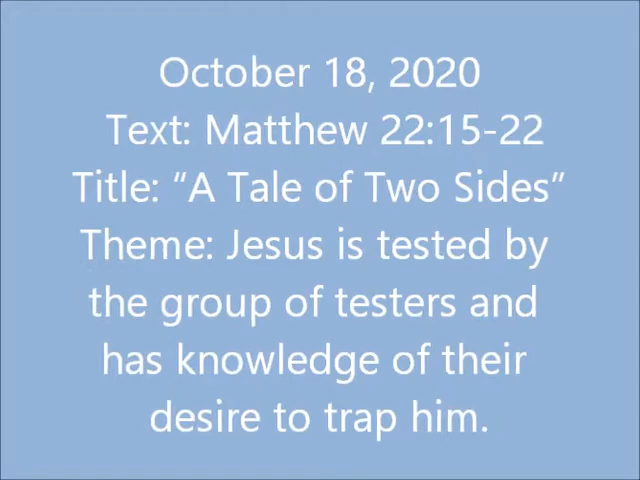 October 18, 2020
Text: Matthew 22:15-22
Title: “A Tale of Two Sides”
Theme: Jesus is tested by
the group of testers and
has knowledge of their
desire to trap him.